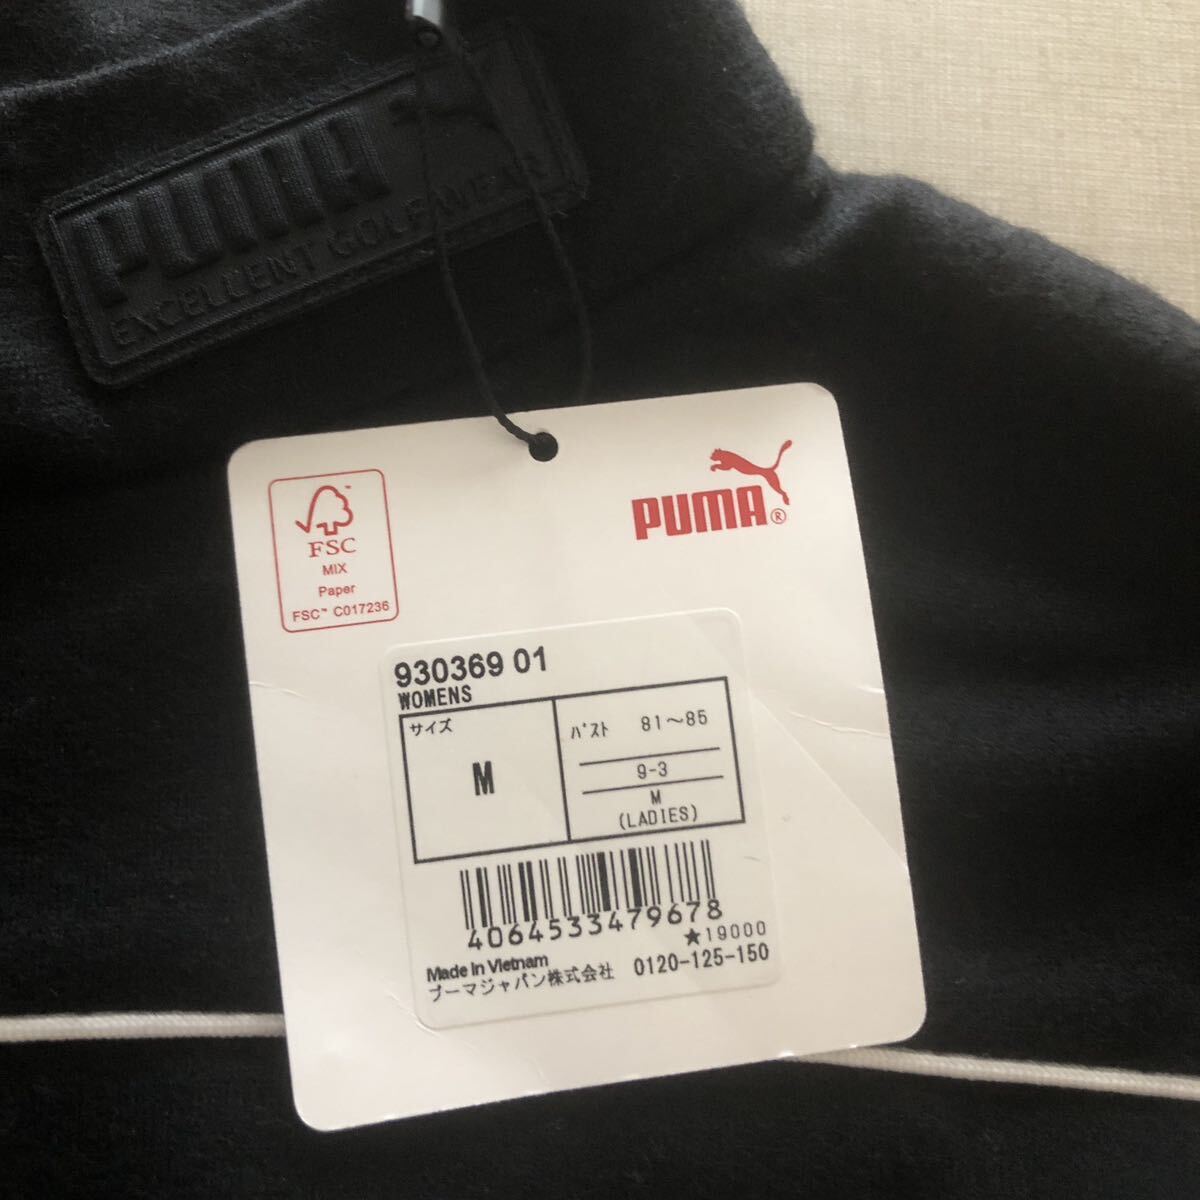 PUMA
EXCELLENT GOLF WEAR
FSC
MIX
Paper
FSC™ C017236
PUMA®
930369 01
WOMENS
サイズ
M
バスト 81～85
9-3
M
(LADIES)
4064533479678
★19000
Made in Vietnam
プーマジャパン株式会社 0120-125-150